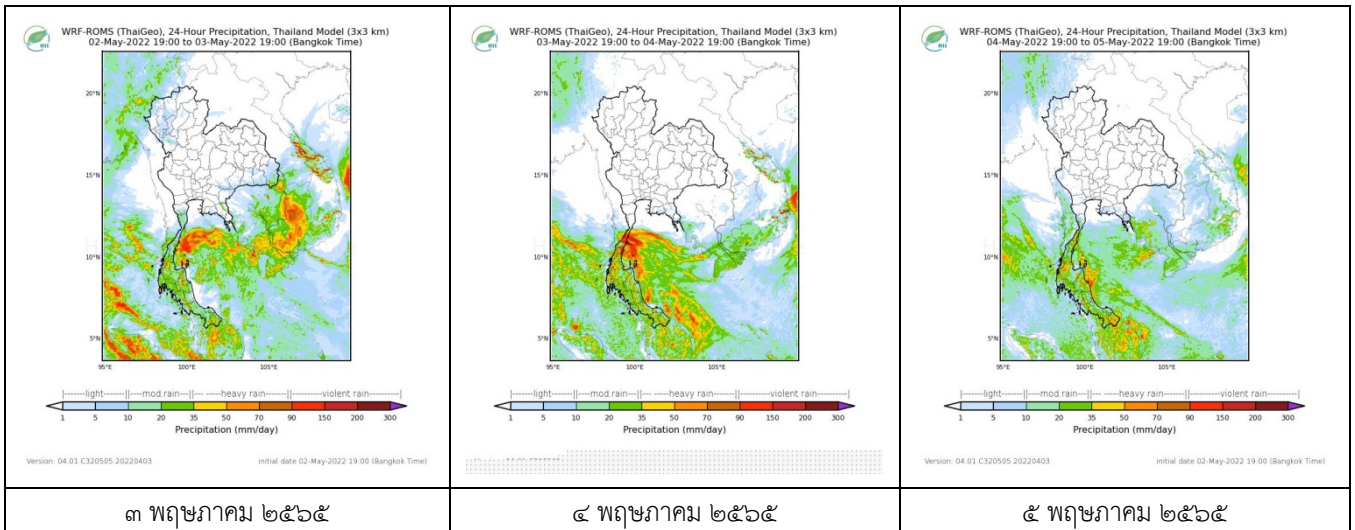 HII
WRF-ROMS (ThaiGeo), 24-Hour Precipitation, Thailand Model (3x3 km)
02-May-2022 19:00 to 03-May-2022 19:00 (Bangkok Time)
20°N
15°N
10°N
5°N
95°E 100°E 105°E
|------light------||---mod.rain---||--- heavy rain---||------violent rain------|
1 5 10 20 35 50 70 90 150 200 300
Precipitation (mm/day)
Version: 04.01.C320505.20220403 initial date 02-May-2022 19:00 (Bangkok Time)
๓ พฤษภาคม ๒๕๖๕
HII
WRF-ROMS (ThaiGeo), 24-Hour Precipitation, Thailand Model (3x3 km)
03-May-2022 19:00 to 04-May-2022 19:00 (Bangkok Time)
20°N
15°N
10°N
5°N
95°E 100°E 105°E
|------light------||---mod.rain---||--- heavy rain---||------violent rain------|
1 5 10 20 35 50 70 90 150 200 300
Precipitation (mm/day)
๔ พฤษภาคม ๒๕๖๕
HII
WRF-ROMS (ThaiGeo), 24-Hour Precipitation, Thailand Model (3x3 km)
04-May-2022 19:00 to 05-May-2022 19:00 (Bangkok Time)
20°N
15°N
10°N
5°N
95°E 100°E 105°E
|------light------||---mod.rain---||--- heavy rain---||------violent rain------|
1 5 10 20 35 50 70 90 150 200 300
Precipitation (mm/day)
Version: 04.01.C320505.20220403 initial date 02-May-2022 19:00 (Bangkok Time)
๕ พฤษภาคม ๒๕๖๕